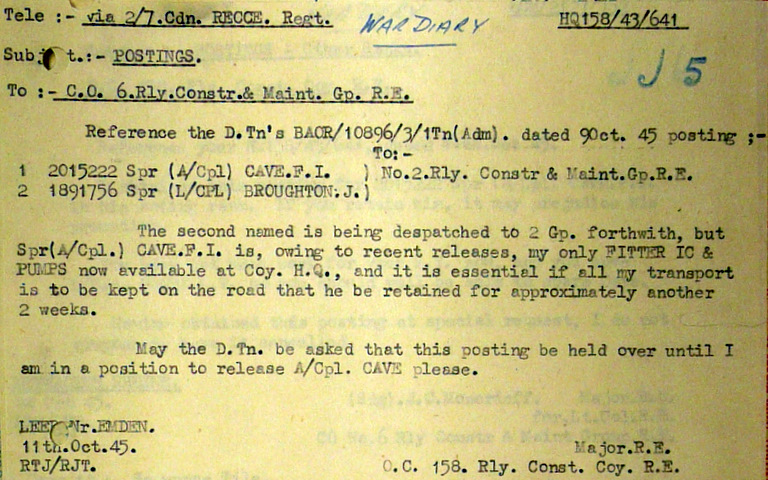 Tele :- via 2/7.Cdn. RECCE. Regt. WAR DIARY HQ158/43/641
J 5
Subj t.:- POSTINGS.
To :- C.O. 6.Rly.Constr.& Maint. Gp. R.E.
Reference the D.Tn's BAOR/10896/3/1Tn(Adm). dated 9Oct. 45 posting ;-
To:-
1 2015222 Spr (A/Cpl) CAVE.F.I. ) No.2.Rly. Constr & Maint.Gp.R.E.
2 1891756 Spr (L/CPL) BROUGHTON.J.)
The second named is being despatched to 2 Gp. forthwith, but
Spr(A/Cpl.) CAVE.F.I. is, owing to recent releases, my only FITTER IC &
PUMPS now available at Coy. H.Q., and it is essential if all my transport
is to be kept on the road that he be retained for approximately another
2 weeks.
May the D.Tn. be asked that this posting be held over until I
am in a position to release A/Cpl. CAVE please.
LEER Nr.EMDEN.
11th.Oct.45. Major.R.E.
RTJ/RJT. O.C. 158. Rly. Const. Coy. R.E.